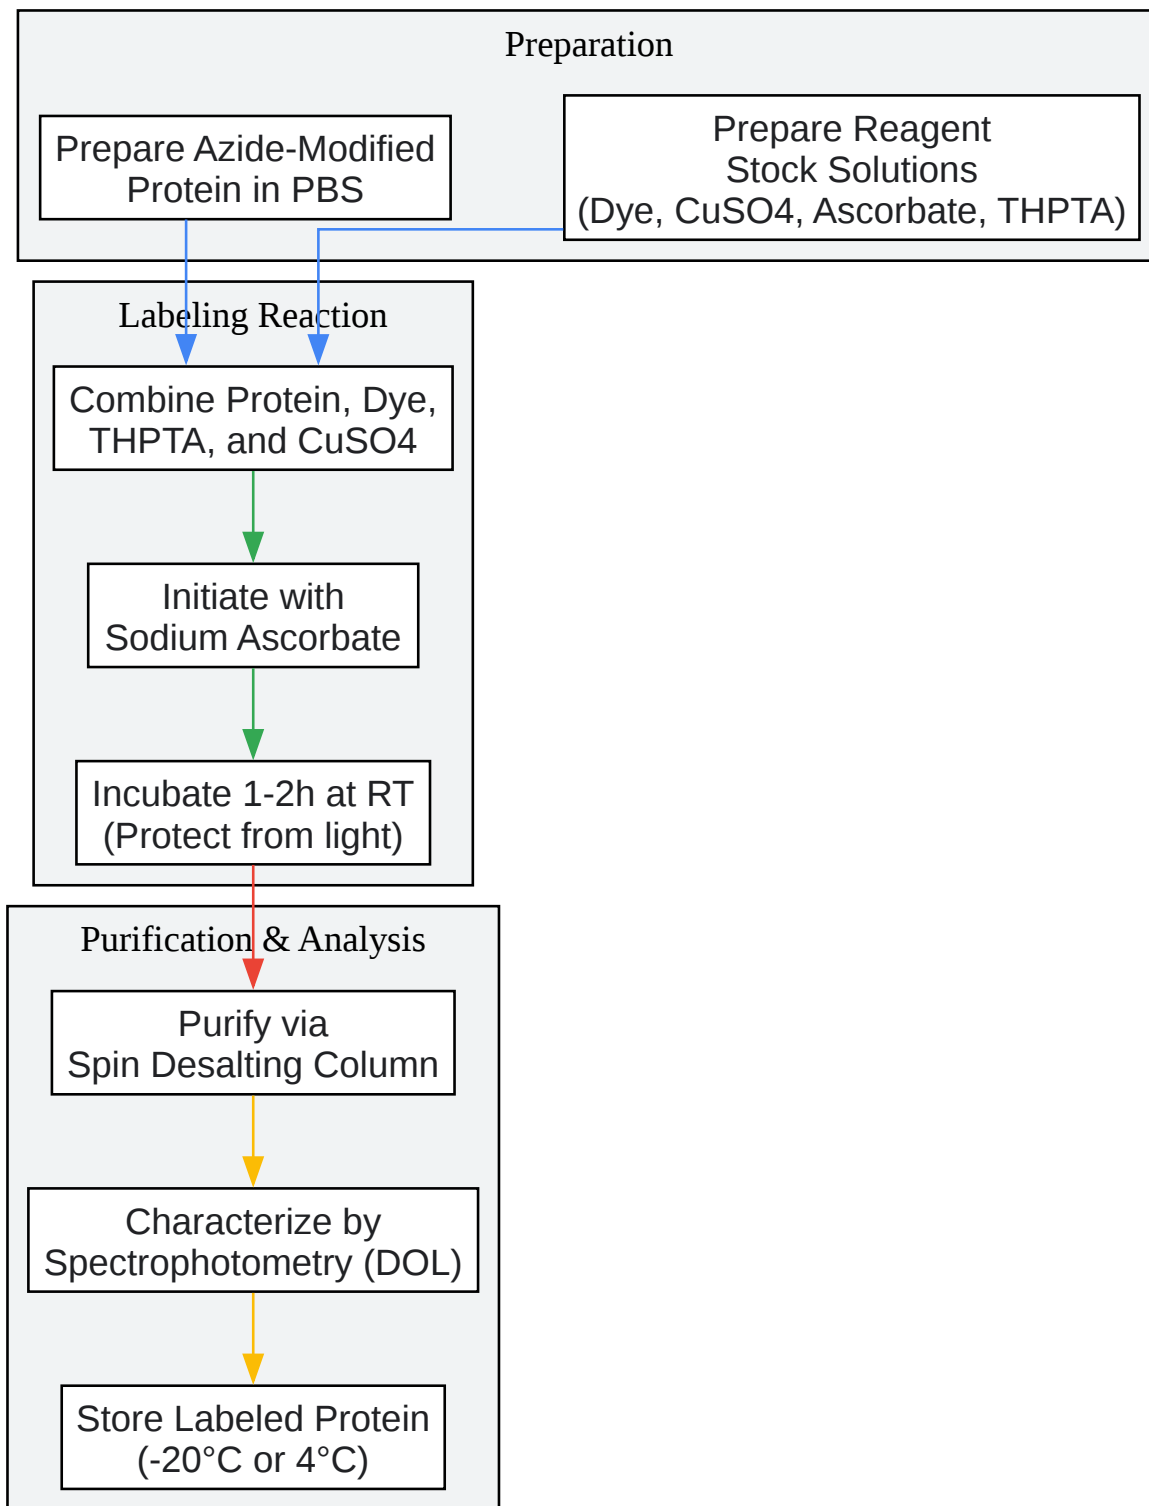 Preparation
Prepare Azide-Modified
Protein in PBS
Prepare Reagent
Stock Solutions
(Dye, CuSO4, Ascorbate, THPTA)
Labeling Reaction
Combine Protein, Dye,
THPTA, and CuSO4
Initiate with
Sodium Ascorbate
Incubate 1-2h at RT
(Protect from light)
Purification & Analysis
Purify via
Spin Desalting Column
Characterize by
Spectrophotometry (DOL)
Store Labeled Protein
(-20°C or 4°C)